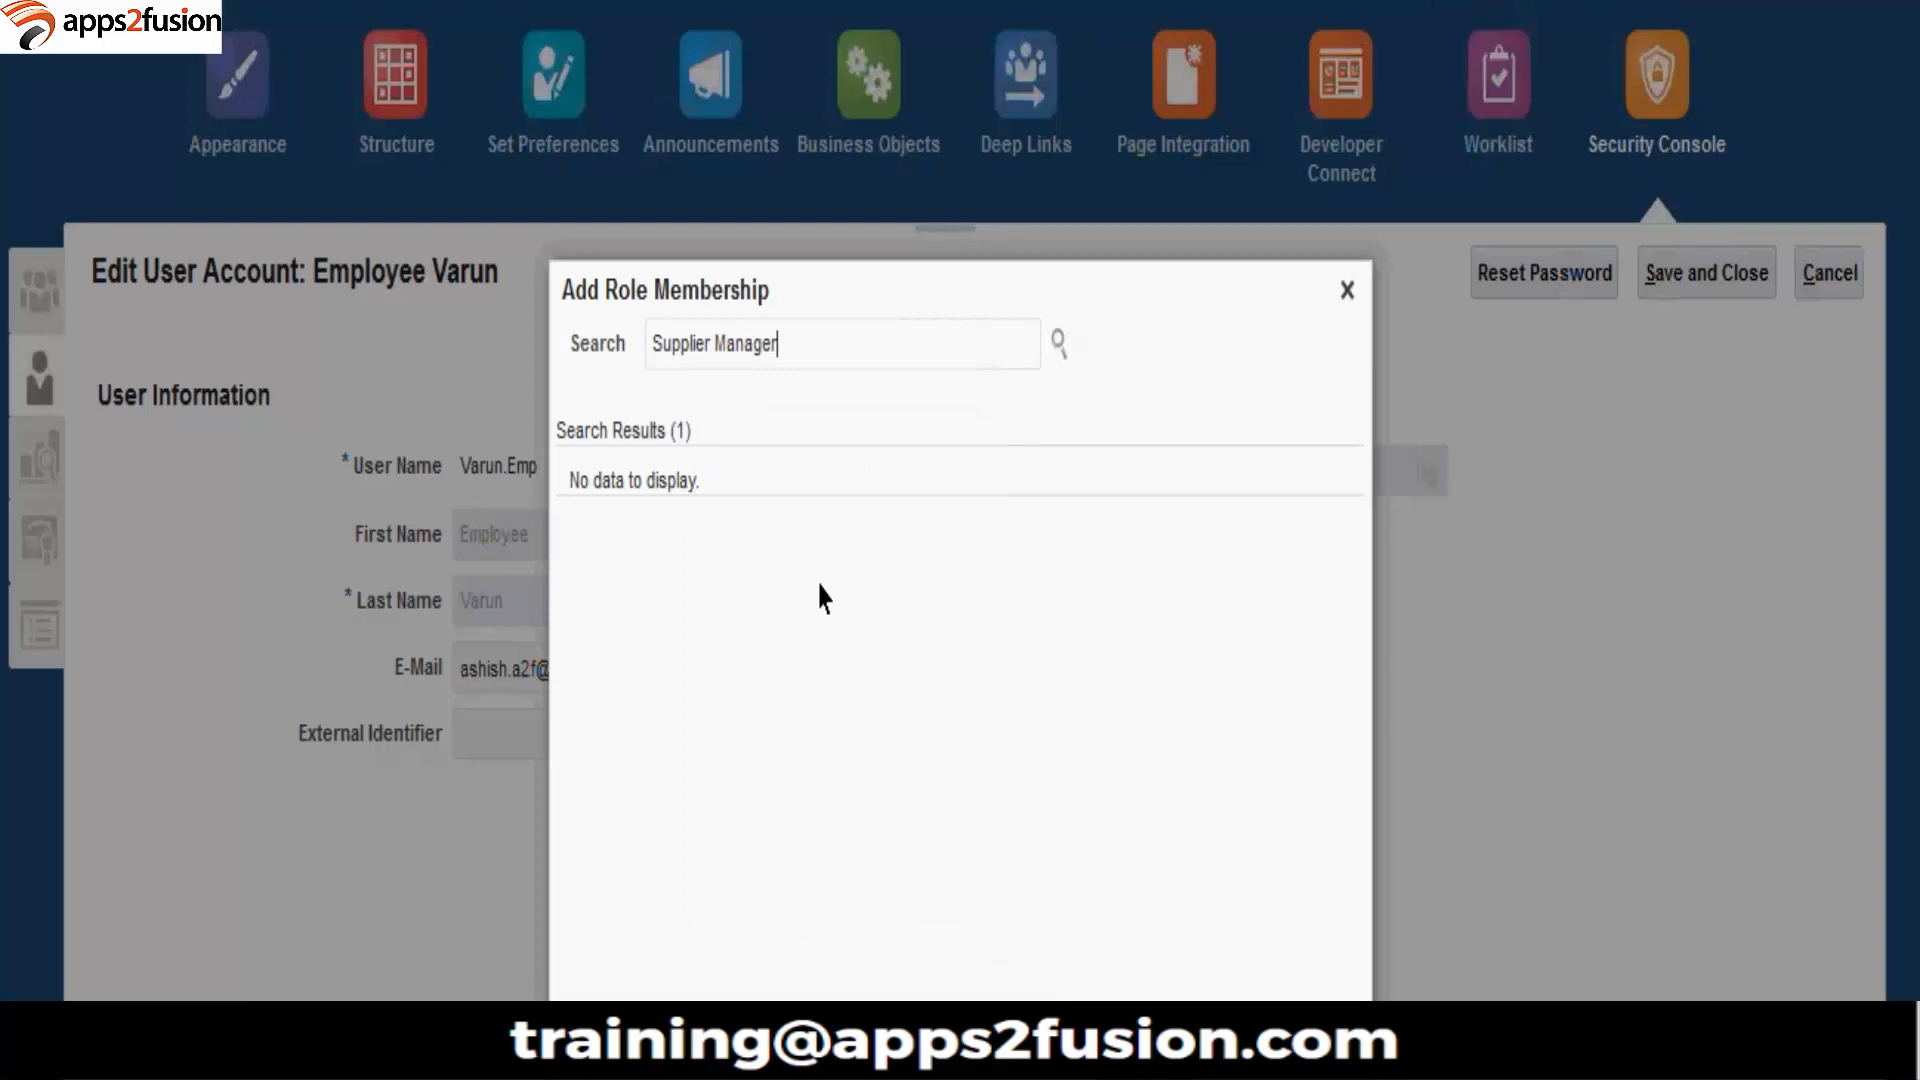 apps2fusion
Appearance
Structure
Set Preferences
Announcements
Business Objects
Deep Links
Page Integration
Developer
Connect
Worklist
Security Console
Edit User Account: Employee Varun
Reset Password
Save and Close
Cancel
Add Role Membership
X
Search
Supplier Manager
User Information
Search Results (1)
No data to display.
* User Name
Varun.Emp
First Name
Employee
* Last Name
Varun
E-Mail
ashish.a2f@
External Identifier
training@apps2fusion.com